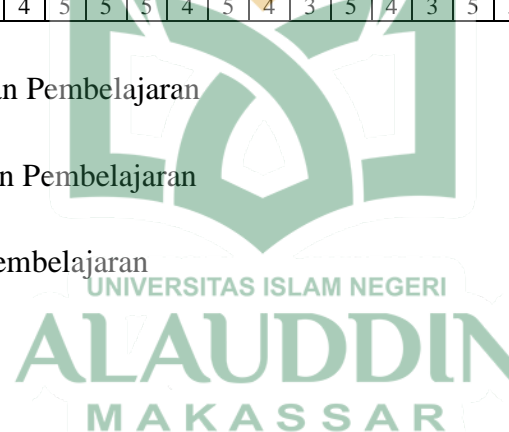 4 5 5 5 4 5 4 3 5 4 3 5
n Pembelajaran
n Pembelajaran
embelajaran
UNIVERSITAS ISLAM NEGERI
ALAUDDIN
MAKASSAR